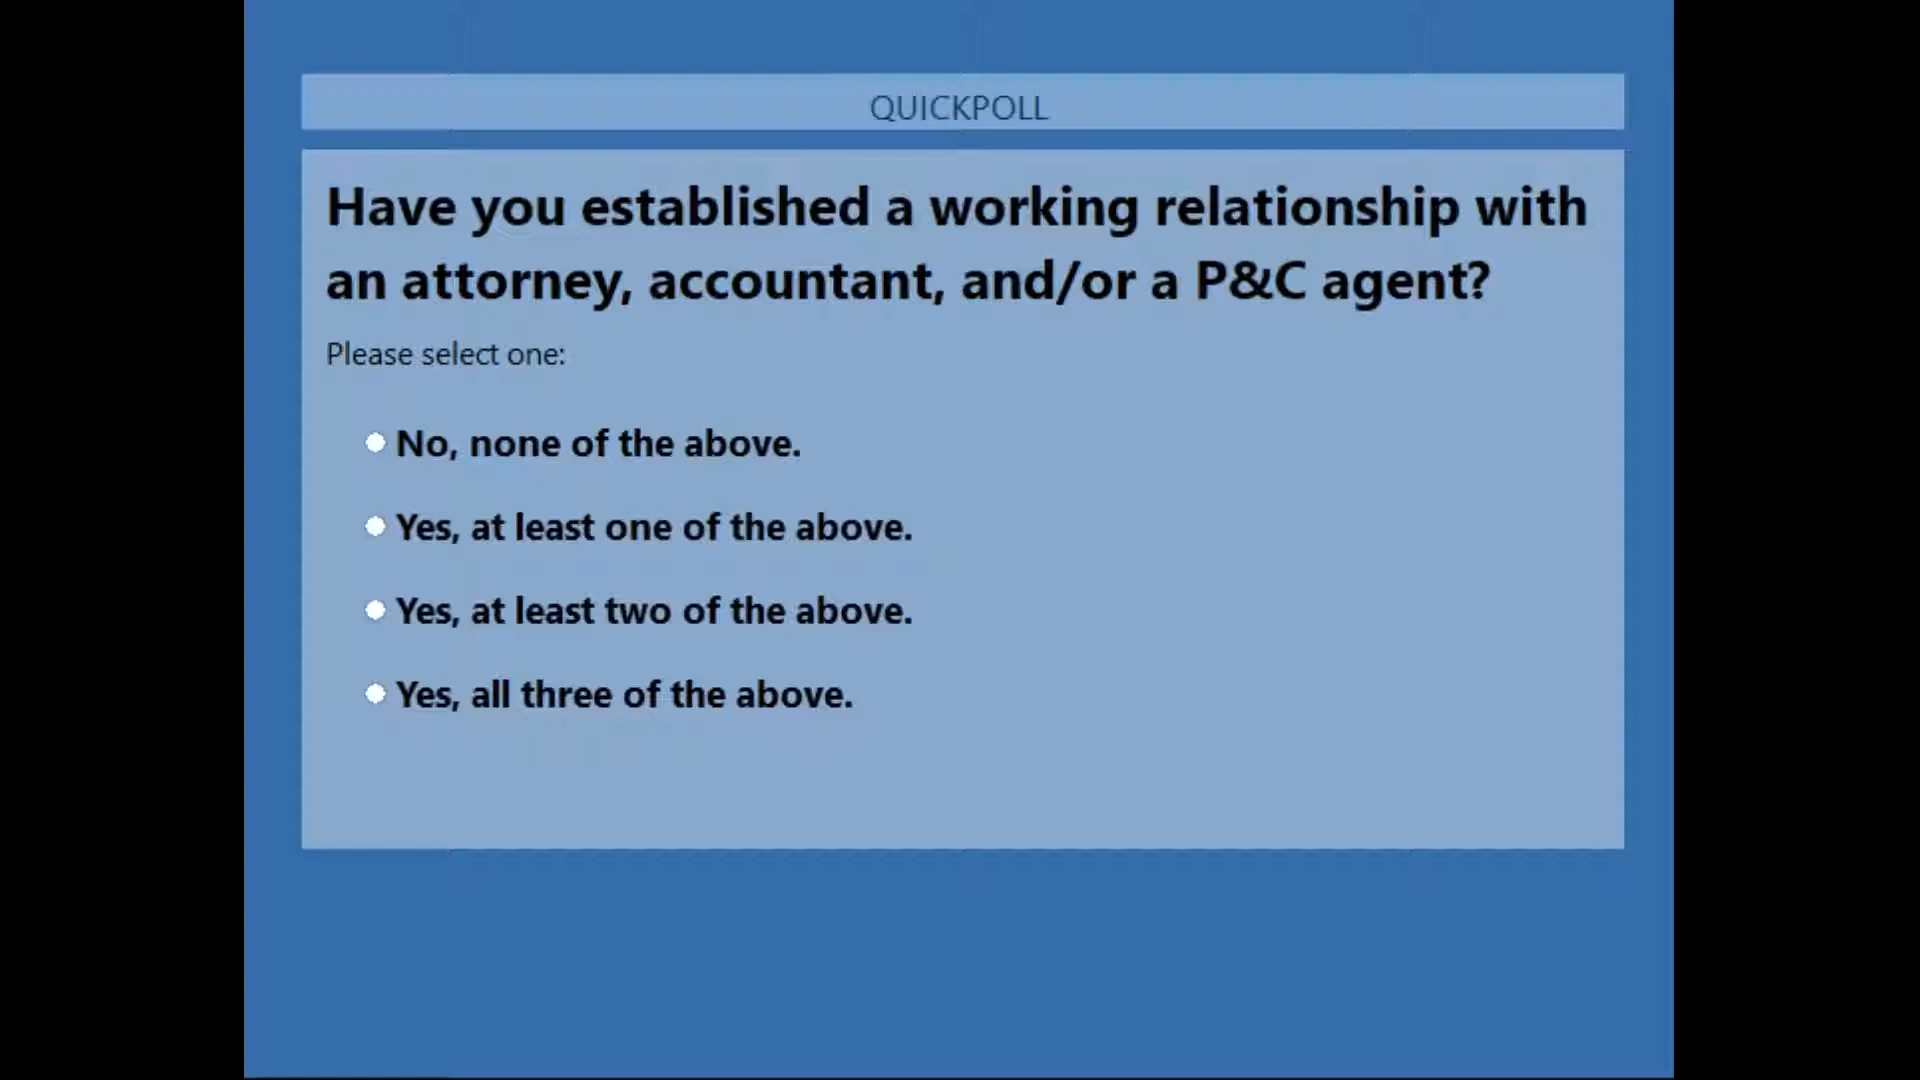 QUICKPOLL
Have you established a working relationship with
an attorney, accountant, and/or a P&C agent?
Please select one:
No, none of the above.
Yes, at least one of the above.
Yes, at least two of the above.
Yes, all three of the above.